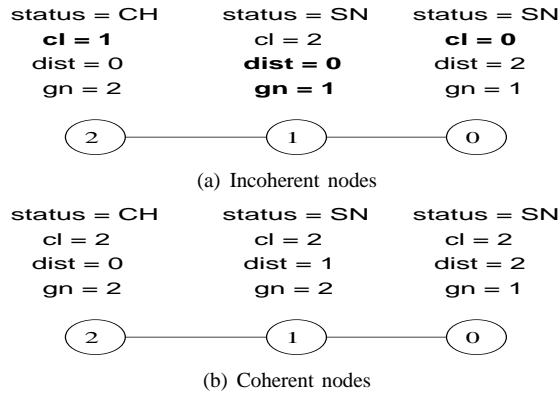 status = CH status = SN status = SN
cl = 1 cl = 2 cl = 0
dist = 0 dist = 0 dist = 2
gn = 2 gn = 1 gn = 1
2 1 0
(a) Incoherent nodes
status = CH status = SN status = SN
cl = 2 cl = 2 cl = 2
dist = 0 dist = 1 dist = 2
gn = 2 gn = 2 gn = 1
2 1 0
(b) Coherent nodes